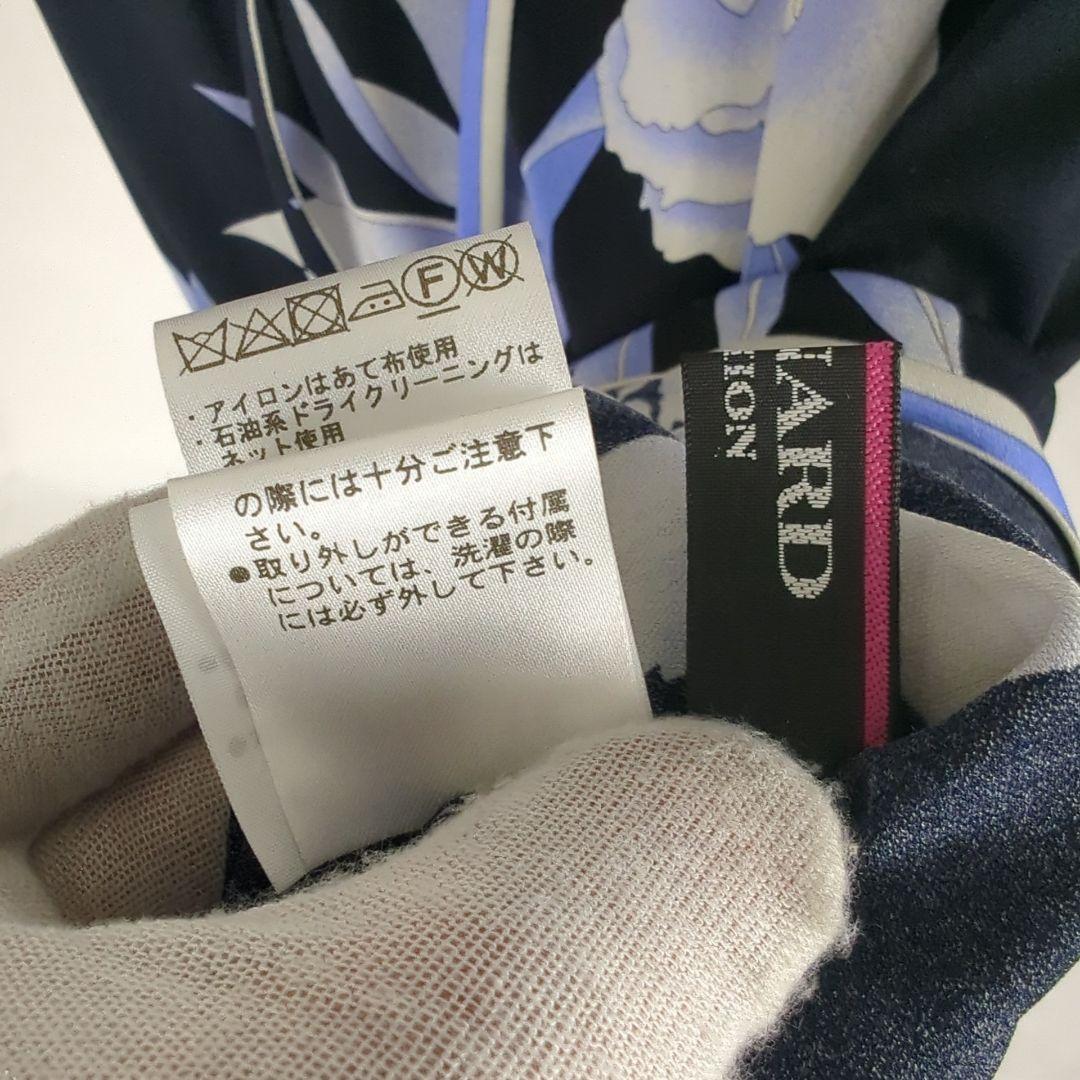 F W
・アイロンはあて布使用
・石油系ドライクリーニングは
ネット使用
の際には十分ご注意下
さい。
●取り外しができる付属
については、洗濯の際
には必ず外して下さい。
HARD
HION